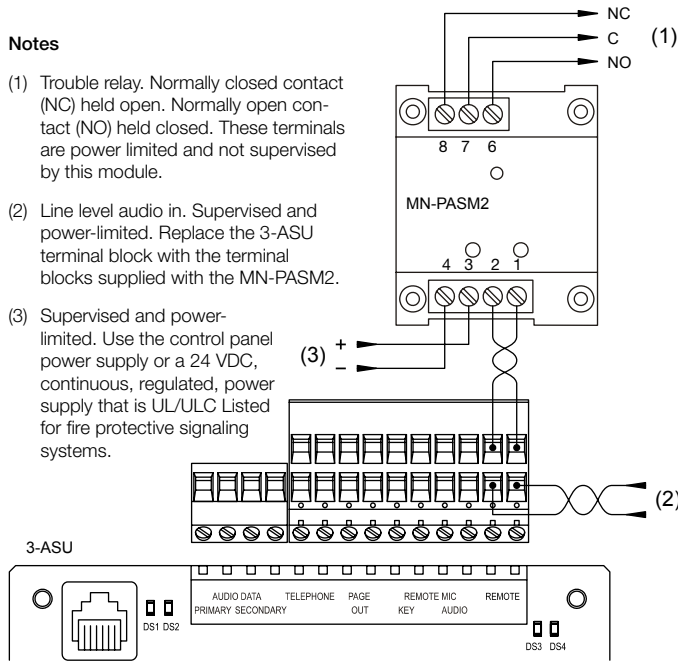 Notes
(1) Trouble relay. Normally closed contact
(NC) held open. Normally open con-
tact (NO) held closed. These terminals
are power limited and not supervised
by this module.
(2) Line level audio in. Supervised and
power-limited. Replace the 3-ASU
terminal block with the terminal
blocks supplied with the MN-PASM2.
(3) Supervised and power-
limited. Use the control panel
power supply or a 24 VDC,
continuous, regulated, power
supply that is UL/ULC Listed
for fire protective signaling
systems.
NC
C
NO
(1)
8 7 6
MN-PASM2
4 3 2 1
(3)
+
–
(2)
3-ASU
DS1 DS2
AUDIO DATA TELEPHONE PAGE REMOTE MIC REMOTE
PRIMARY SECONDARY OUT KEY AUDIO
DS3 DS4